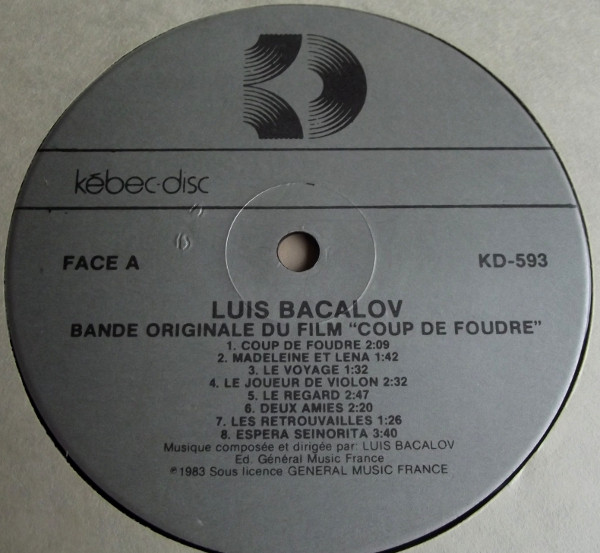 kébec-disc
FACE A
KD-593
LUIS BACALOV
BANDE ORIGINALE DU FILM "COUP DE FOUDRE"
1. COUP DE FOUDRE 2:09
2. MADELEINE ET LENA 1:42
3. LE VOYAGE 1:32
4. LE JOUEUR DE VIOLON 2:32
5. LE REGARD 2:47
6. DEUX AMIES 2:20
7. LES RETROUVAILLES 1:26
8. ESPERA SEINORITA 3:40
Musique composée et dirigée par: LUIS BACALOV
Ed. Général Music France
℗1983 Sous licence GENERAL MUSIC FRANCE